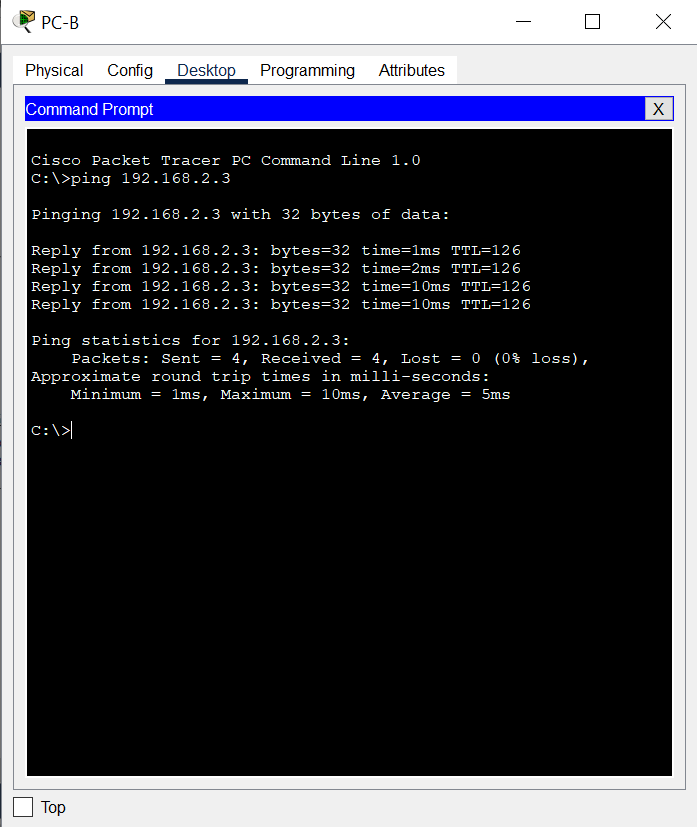 PC-B
Physical Config Desktop Programming Attributes
Command Prompt X
Cisco Packet Tracer PC Command Line 1.0
C:\>ping 192.168.2.3
Pinging 192.168.2.3 with 32 bytes of data:
Reply from 192.168.2.3: bytes=32 time=1ms TTL=126
Reply from 192.168.2.3: bytes=32 time=2ms TTL=126
Reply from 192.168.2.3: bytes=32 time=10ms TTL=126
Reply from 192.168.2.3: bytes=32 time=10ms TTL=126
Ping statistics for 192.168.2.3:
    Packets: Sent = 4, Received = 4, Lost = 0 (0% loss),
Approximate round trip times in milli-seconds:
    Minimum = 1ms, Maximum = 10ms, Average = 5ms
C:\>
Top